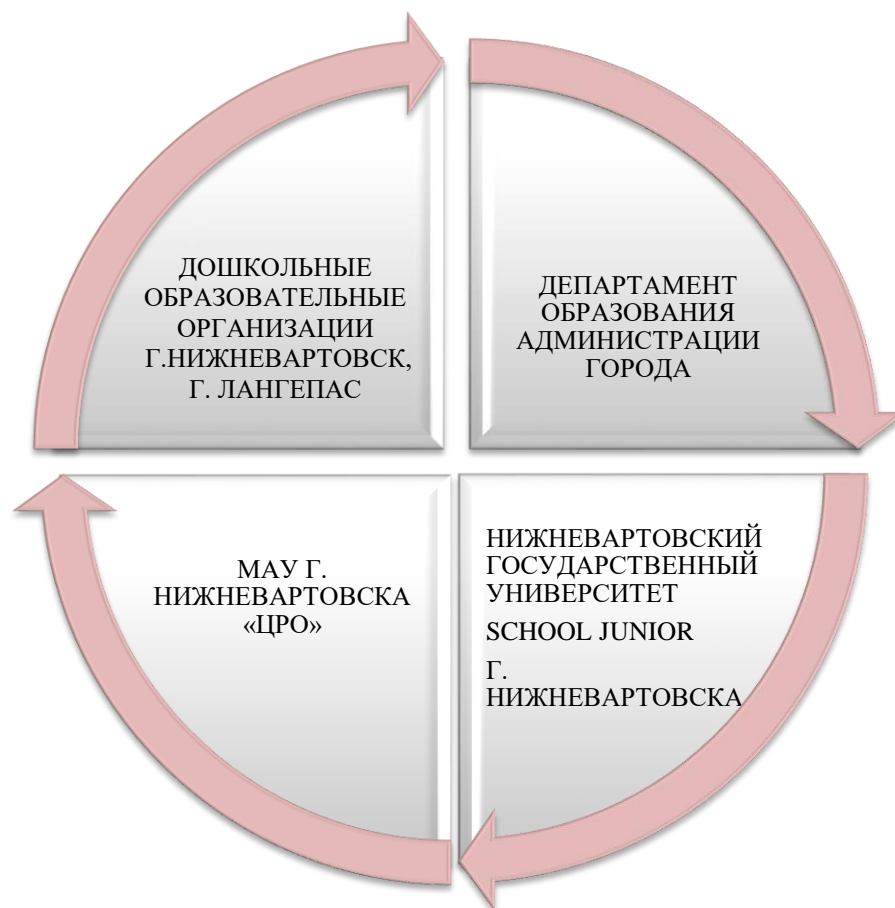 ДОШКОЛЬНЫЕ
ОБРАЗОВАТЕЛЬНЫЕ
ОРГАНИЗАЦИИ
Г.НИЖНЕВАРТОВСК,
Г. ЛАНГЕПАС
ДЕПАРТАМЕНТ
ОБРАЗОВАНИЯ
АДМИНИСТРАЦИИ
ГОРОДА
МАУ Г.
НИЖНЕВАРТОВСКА
«ЦРО»
НИЖНЕВАРТОВСКИЙ
ГОСУДАРСТВЕННЫЙ
УНИВЕРСИТЕТ
SCHOOL JUNIOR
Г.
НИЖНЕВАРТОВСКА